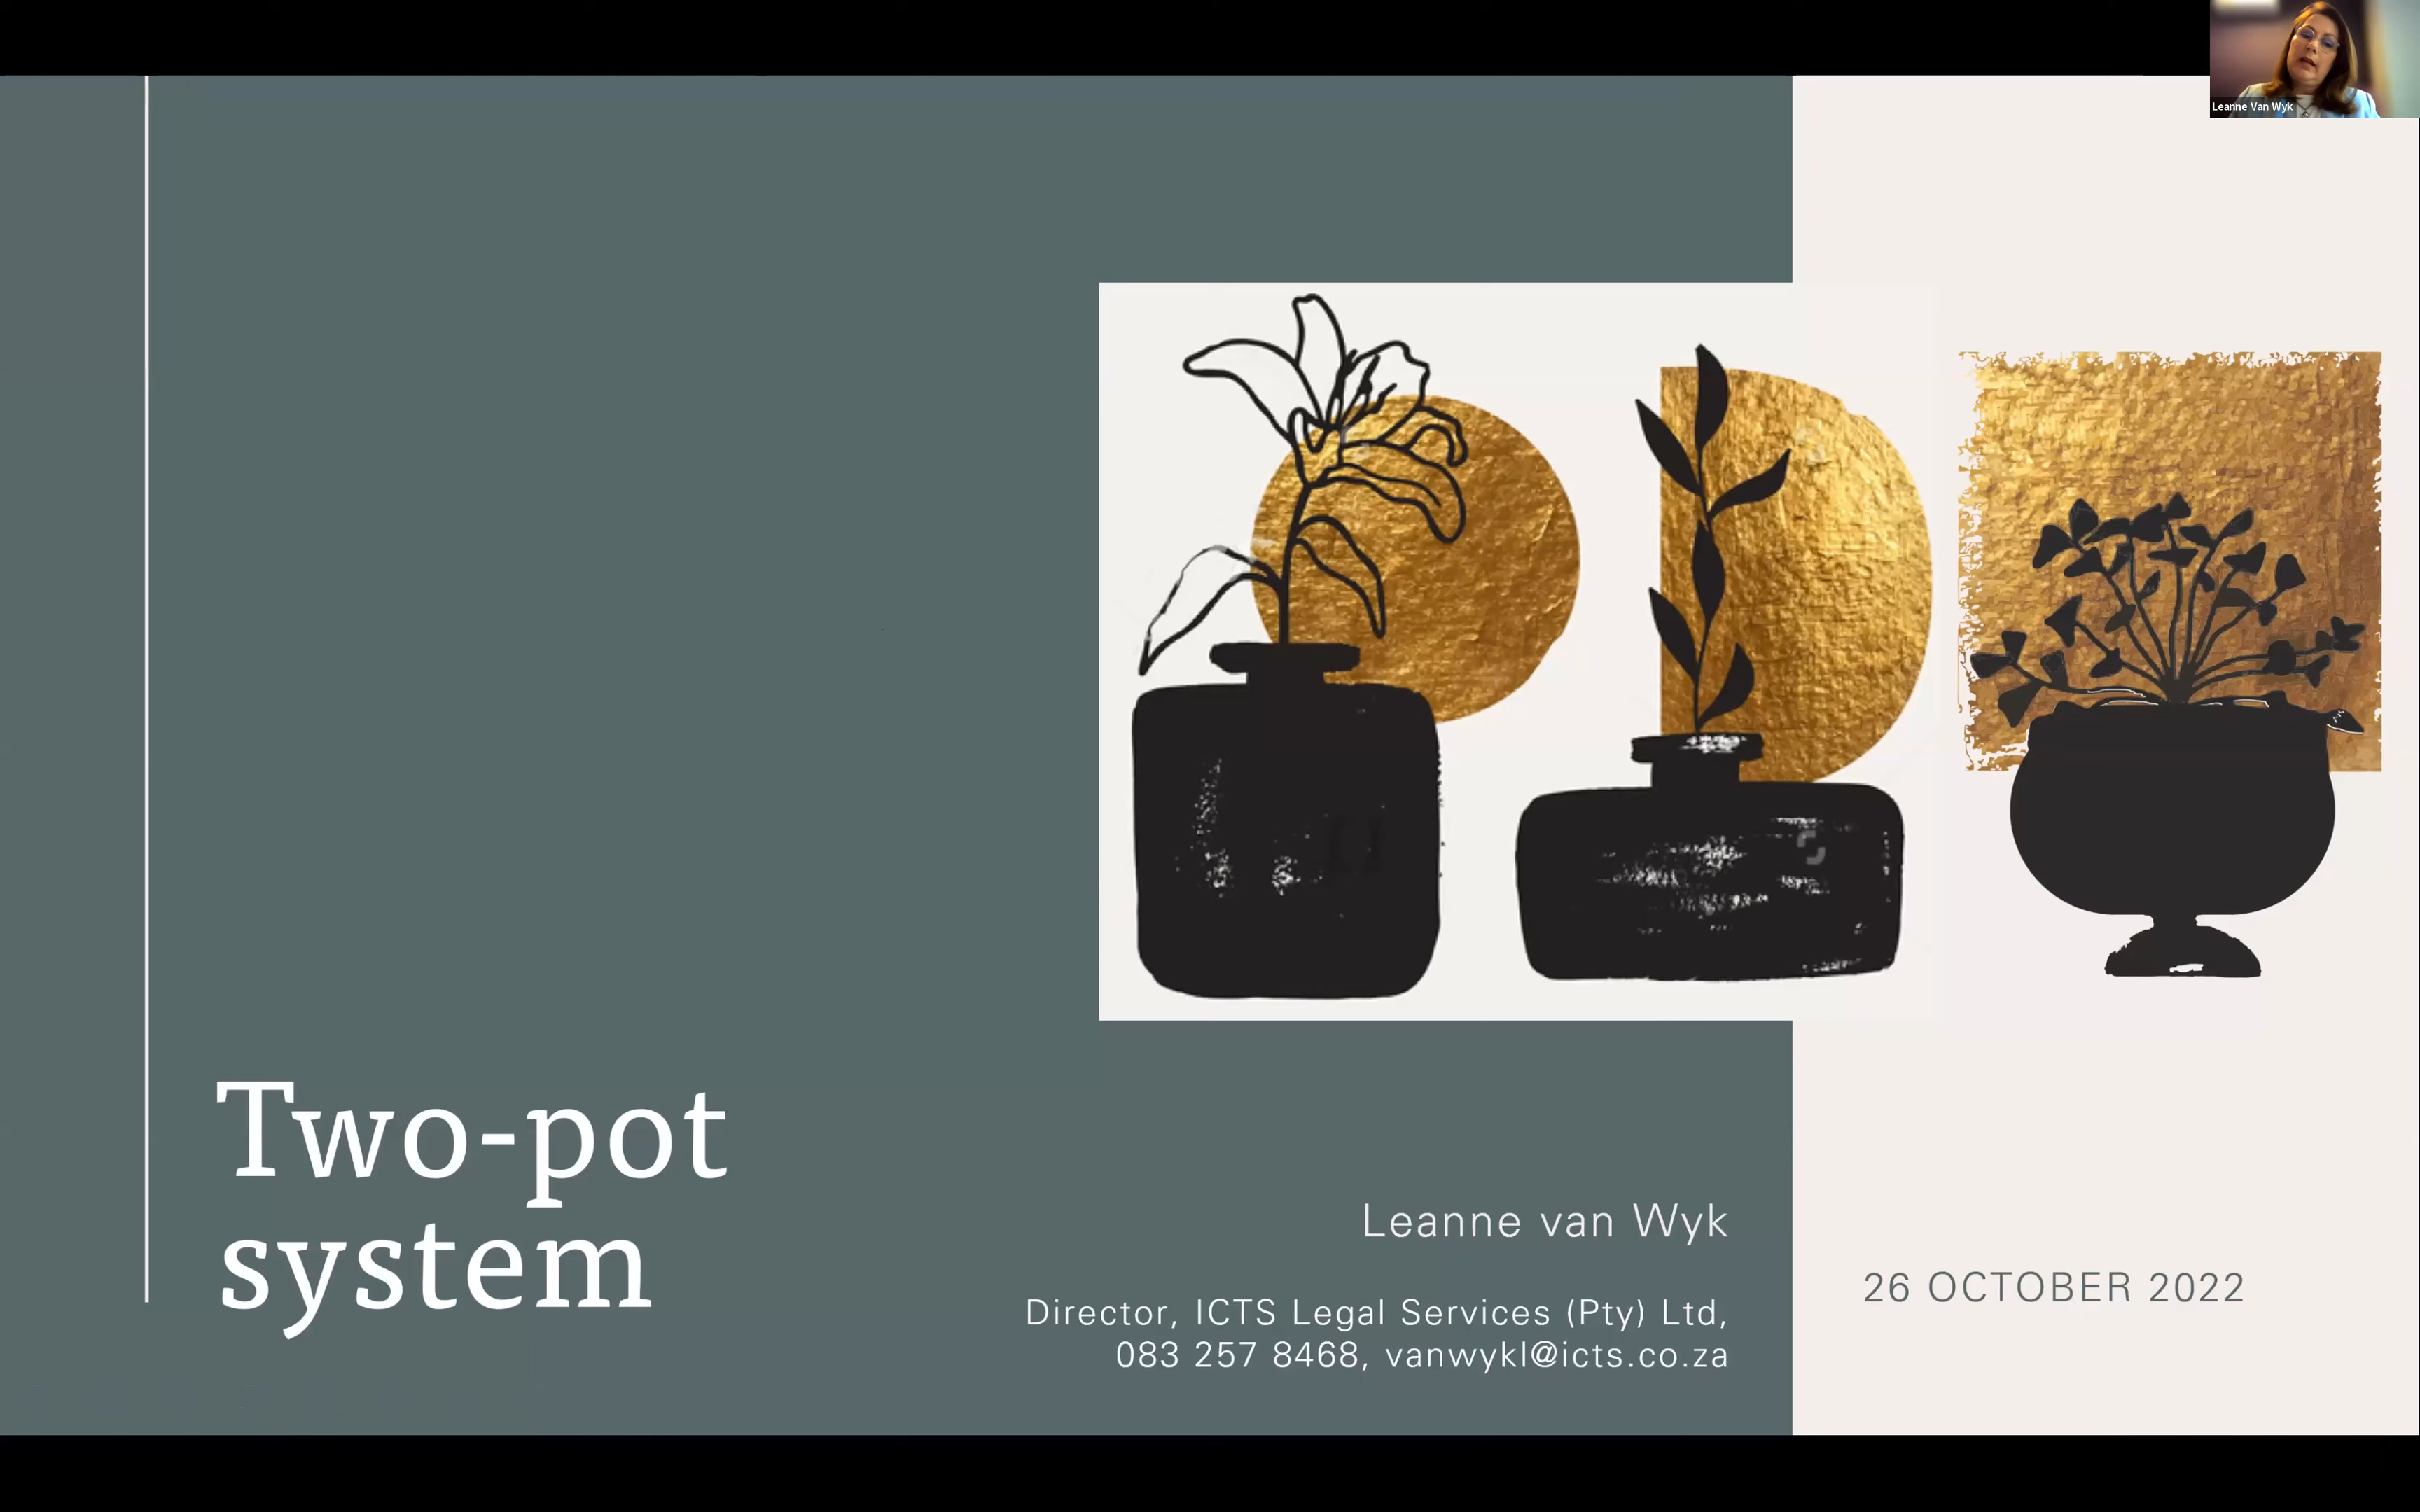 Leanne Van Wyk
Two-pot
system
Leanne van Wyk
Director, ICTS Legal Services (Pty) Ltd,
083 257 8468, vanwykl@icts.co.za
26 OCTOBER 2022